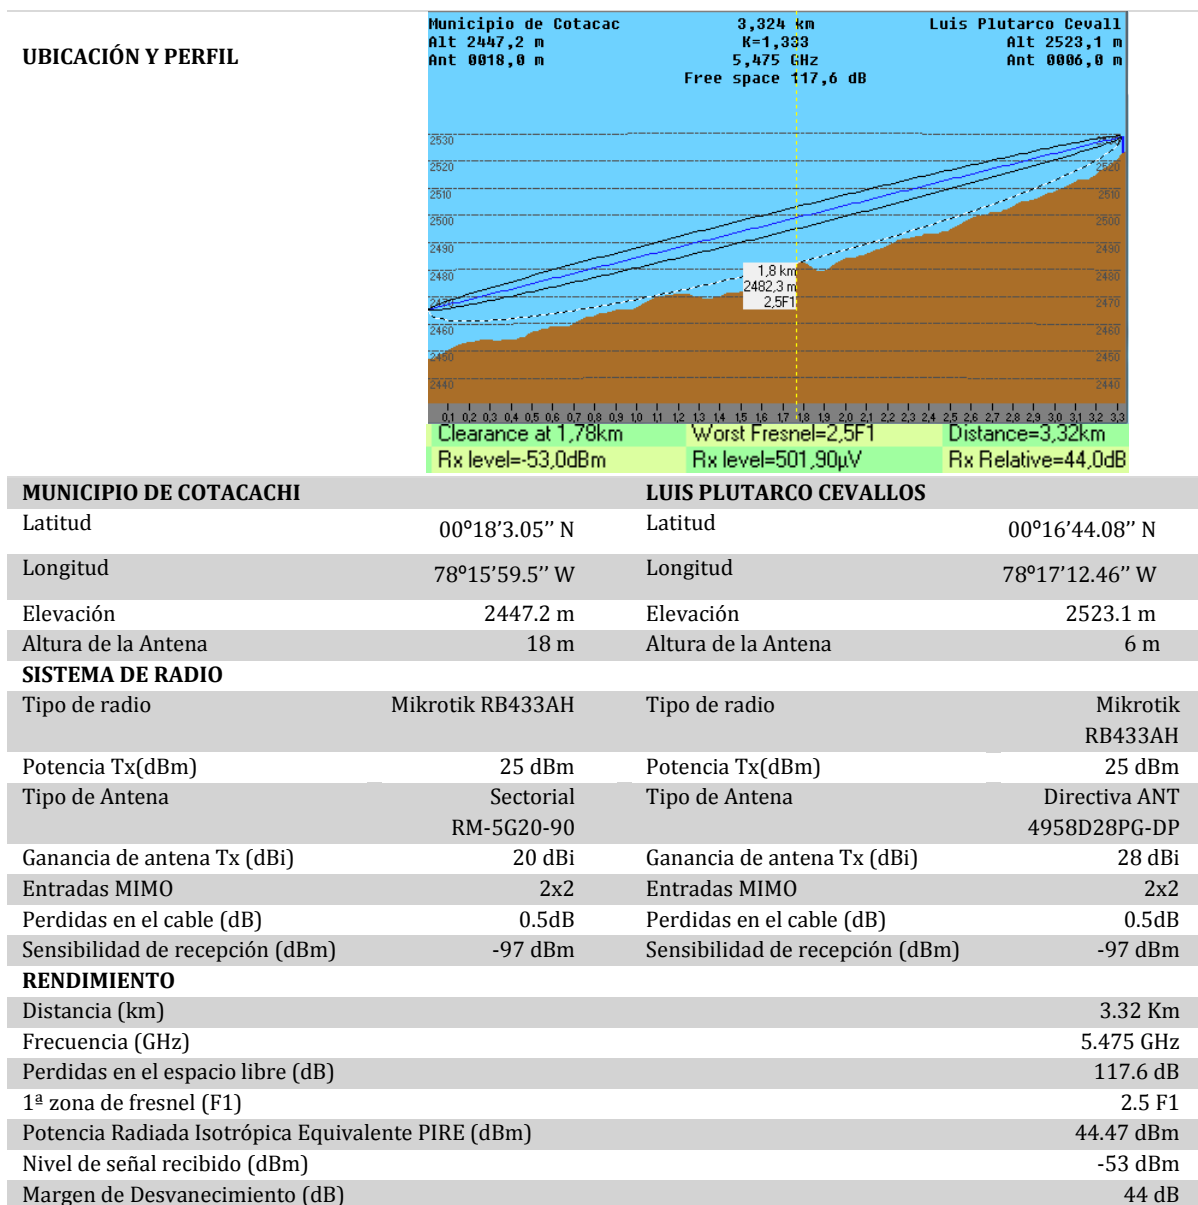 UBICACIÓN Y PERFIL
Municipio de Cotacac 3,324 km Luis Plutarco Cevall
Alt 2447,2 m K=1,333 Alt 2523,1 m
Ant 0018,0 m 5,475 GHz Ant 0006,0 m
Free space 117,6 dB
2530
2520 2520
2510 2510
2500 2500
2490 2490
2480 2480
2470 2470
2460 2460
2450 2450
2440 2440
1,8 km
2482,3 m
2,5F1
0,1 0,2 0,3 0,4 0,5 0,6 0,7 0,8 0,9 1,0 1,1 1,2 1,3 1,4 1,5 1,6 1,7 1,8 1,9 2,0 2,1 2,2 2,3 2,4 2,5 2,6 2,7 2,8 2,9 3,0 3,1 3,2 3,3
Clearance at 1,78km Worst Fresnel=2,5F1 Distance=3,32km
Rx level=-53,0dBm Rx level=501,90µV Rx Relative=44,0dB
MUNICIPIO DE COTACACHI LUIS PLUTARCO CEVALLOS
Latitud 00º18’3.05’’ N Latitud 00º16’44.08’’ N
Longitud 78º15’59.5’’ W Longitud 78º17’12.46’’ W
Elevación 2447.2 m Elevación 2523.1 m
Altura de la Antena 18 m Altura de la Antena 6 m
SISTEMA DE RADIO
Tipo de radio Mikrotik RB433AH Tipo de radio Mikrotik
RB433AH
Potencia Tx(dBm) 25 dBm Potencia Tx(dBm) 25 dBm
Tipo de Antena Sectorial Tipo de Antena Directiva ANT
RM-5G20-90 4958D28PG-DP
Ganancia de antena Tx (dBi) 20 dBi Ganancia de antena Tx (dBi) 28 dBi
Entradas MIMO 2x2 Entradas MIMO 2x2
Perdidas en el cable (dB) 0.5dB Perdidas en el cable (dB) 0.5dB
Sensibilidad de recepción (dBm) -97 dBm Sensibilidad de recepción (dBm) -97 dBm
RENDIMIENTO
Distancia (km) 3.32 Km
Frecuencia (GHz) 5.475 GHz
Perdidas en el espacio libre (dB) 117.6 dB
1ª zona de fresnel (F1) 2.5 F1
Potencia Radiada Isotrópica Equivalente PIRE (dBm) 44.47 dBm
Nivel de señal recibido (dBm) -53 dBm
Margen de Desvanecimiento (dB) 44 dB